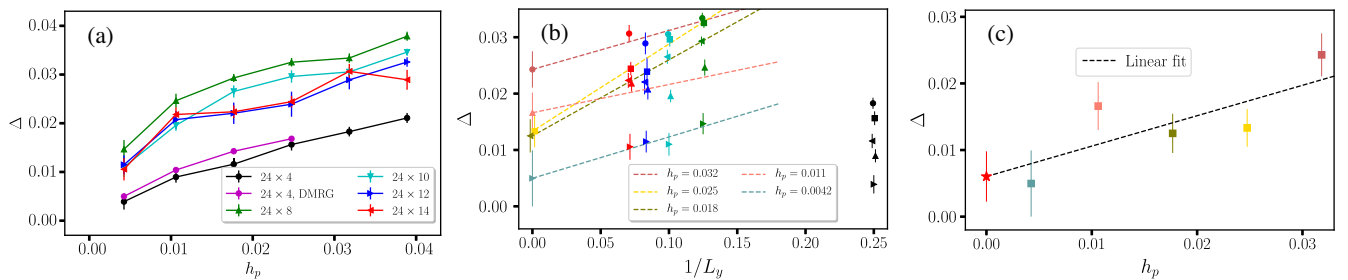 (a)
Δ
0.04
0.03
0.02
0.01
0.00
24 × 4
24 × 4, DMRG
24 × 8
24 × 10
24 × 12
24 × 14
0.00 0.01 0.02 0.03 0.04
h_p
(b)
Δ
0.03
0.02
0.01
0.00
h_p = 0.032
h_p = 0.025
h_p = 0.018
h_p = 0.011
h_p = 0.0042
0.00 0.05 0.10 0.15 0.20 0.25
1/L_y
(c)
Δ
0.03
0.02
0.01
0.00
Linear fit
0.00 0.01 0.02 0.03
h_p